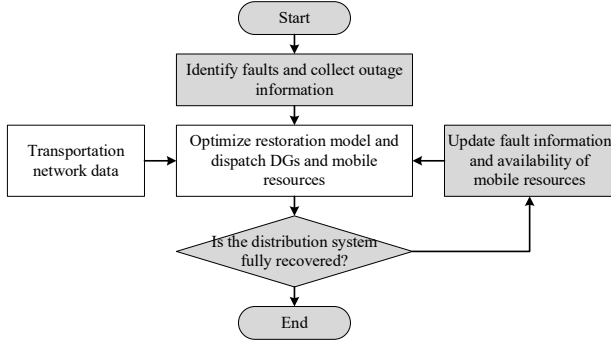 Start
Identify faults and collect outage
information
Transportation
network data
Optimize restoration model and
dispatch DGs and mobile
resources
Update fault information
and availability of
mobile resources
Is the distribution system
fully recovered?
End